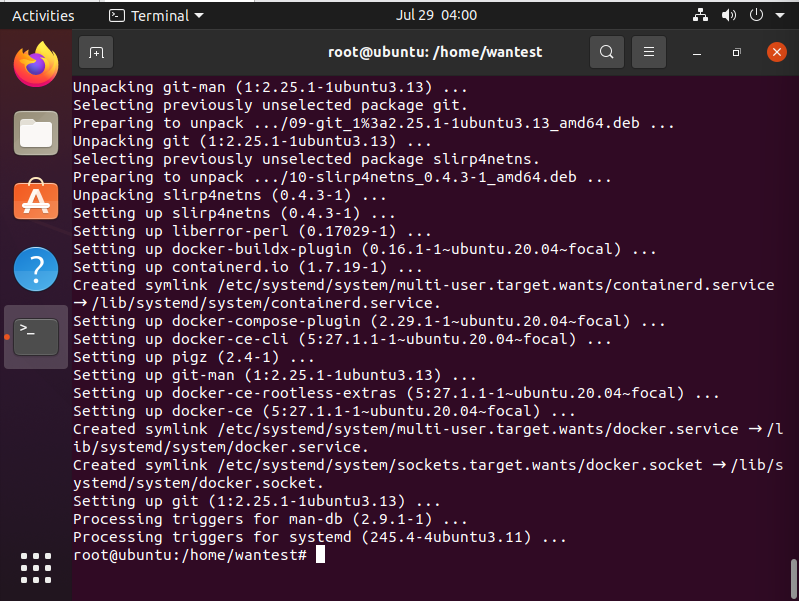 Activities Terminal Jul 29 04:00
root@ubuntu: /home/wantest
Unpacking git-man (1:2.25.1-1ubuntu3.13) ...
Selecting previously unselected package git.
Preparing to unpack .../09-git_1%3a2.25.1-1ubuntu3.13_amd64.deb ...
Unpacking git (1:2.25.1-1ubuntu3.13) ...
Selecting previously unselected package slirp4netns.
Preparing to unpack .../10-slirp4netns_0.4.3-1_amd64.deb ...
Unpacking slirp4netns (0.4.3-1) ...
Setting up slirp4netns (0.4.3-1) ...
Setting up liberror-perl (0.17029-1) ...
Setting up docker-buildx-plugin (0.16.1-1~ubuntu.20.04~focal) ...
Setting up containerd.io (1.7.19-1) ...
Created symlink /etc/systemd/system/multi-user.target.wants/containerd.service
→ /lib/systemd/system/containerd.service.
Setting up docker-compose-plugin (2.29.1-1~ubuntu.20.04~focal) ...
Setting up docker-ce-cli (5:27.1.1-1~ubuntu.20.04~focal) ...
Setting up pigz (2.4-1) ...
Setting up git-man (1:2.25.1-1ubuntu3.13) ...
Setting up docker-ce-rootless-extras (5:27.1.1-1~ubuntu.20.04~focal) ...
Setting up docker-ce (5:27.1.1-1~ubuntu.20.04~focal) ...
Created symlink /etc/systemd/system/multi-user.target.wants/docker.service → /l
ib/systemd/system/docker.service.
Created symlink /etc/systemd/system/sockets.target.wants/docker.socket → /lib/s
ystemd/system/docker.socket.
Setting up git (1:2.25.1-1ubuntu3.13) ...
Processing triggers for man-db (2.9.1-1) ...
Processing triggers for systemd (245.4-4ubuntu3.11) ...
root@ubuntu:/home/wantest#